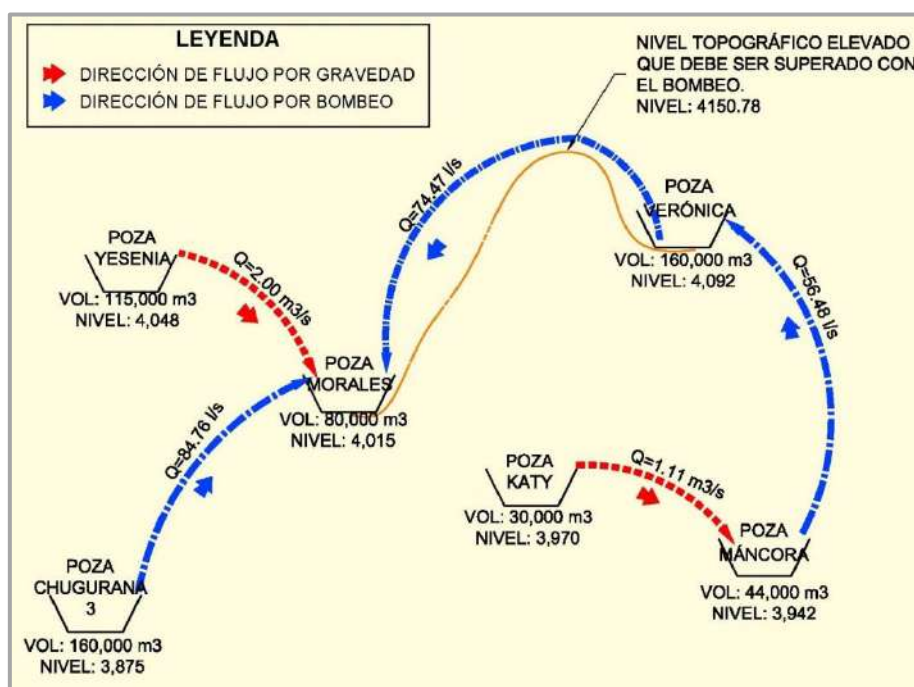 LEYENDA
DIRECCIÓN DE FLUJO POR GRAVEDAD
DIRECCIÓN DE FLUJO POR BOMBEO
NIVEL TOPOGRÁFICO ELEVADO
QUE DEBE SER SUPERADO CON
EL BOMBEO.
NIVEL: 4150.78
Q=74.47 l/s
POZA
VERÓNICA
VOL: 160,000 m3
NIVEL: 4,092
POZA
YESENIA
VOL: 115,000 m3
NIVEL: 4,048
Q=2.00 m3/s
Q=56.48 l/s
POZA
MORALES
VOL: 80,000 m3
NIVEL: 4,015
Q=84.76 l/s
POZA
KATY
VOL: 30,000 m3
NIVEL: 3,970
Q=1.11 m3/s
POZA
MÁNCORA
VOL: 44,000 m3
NIVEL: 3,942
POZA
CHUGURANA
3
VOL: 160,000 m3
NIVEL: 3,875